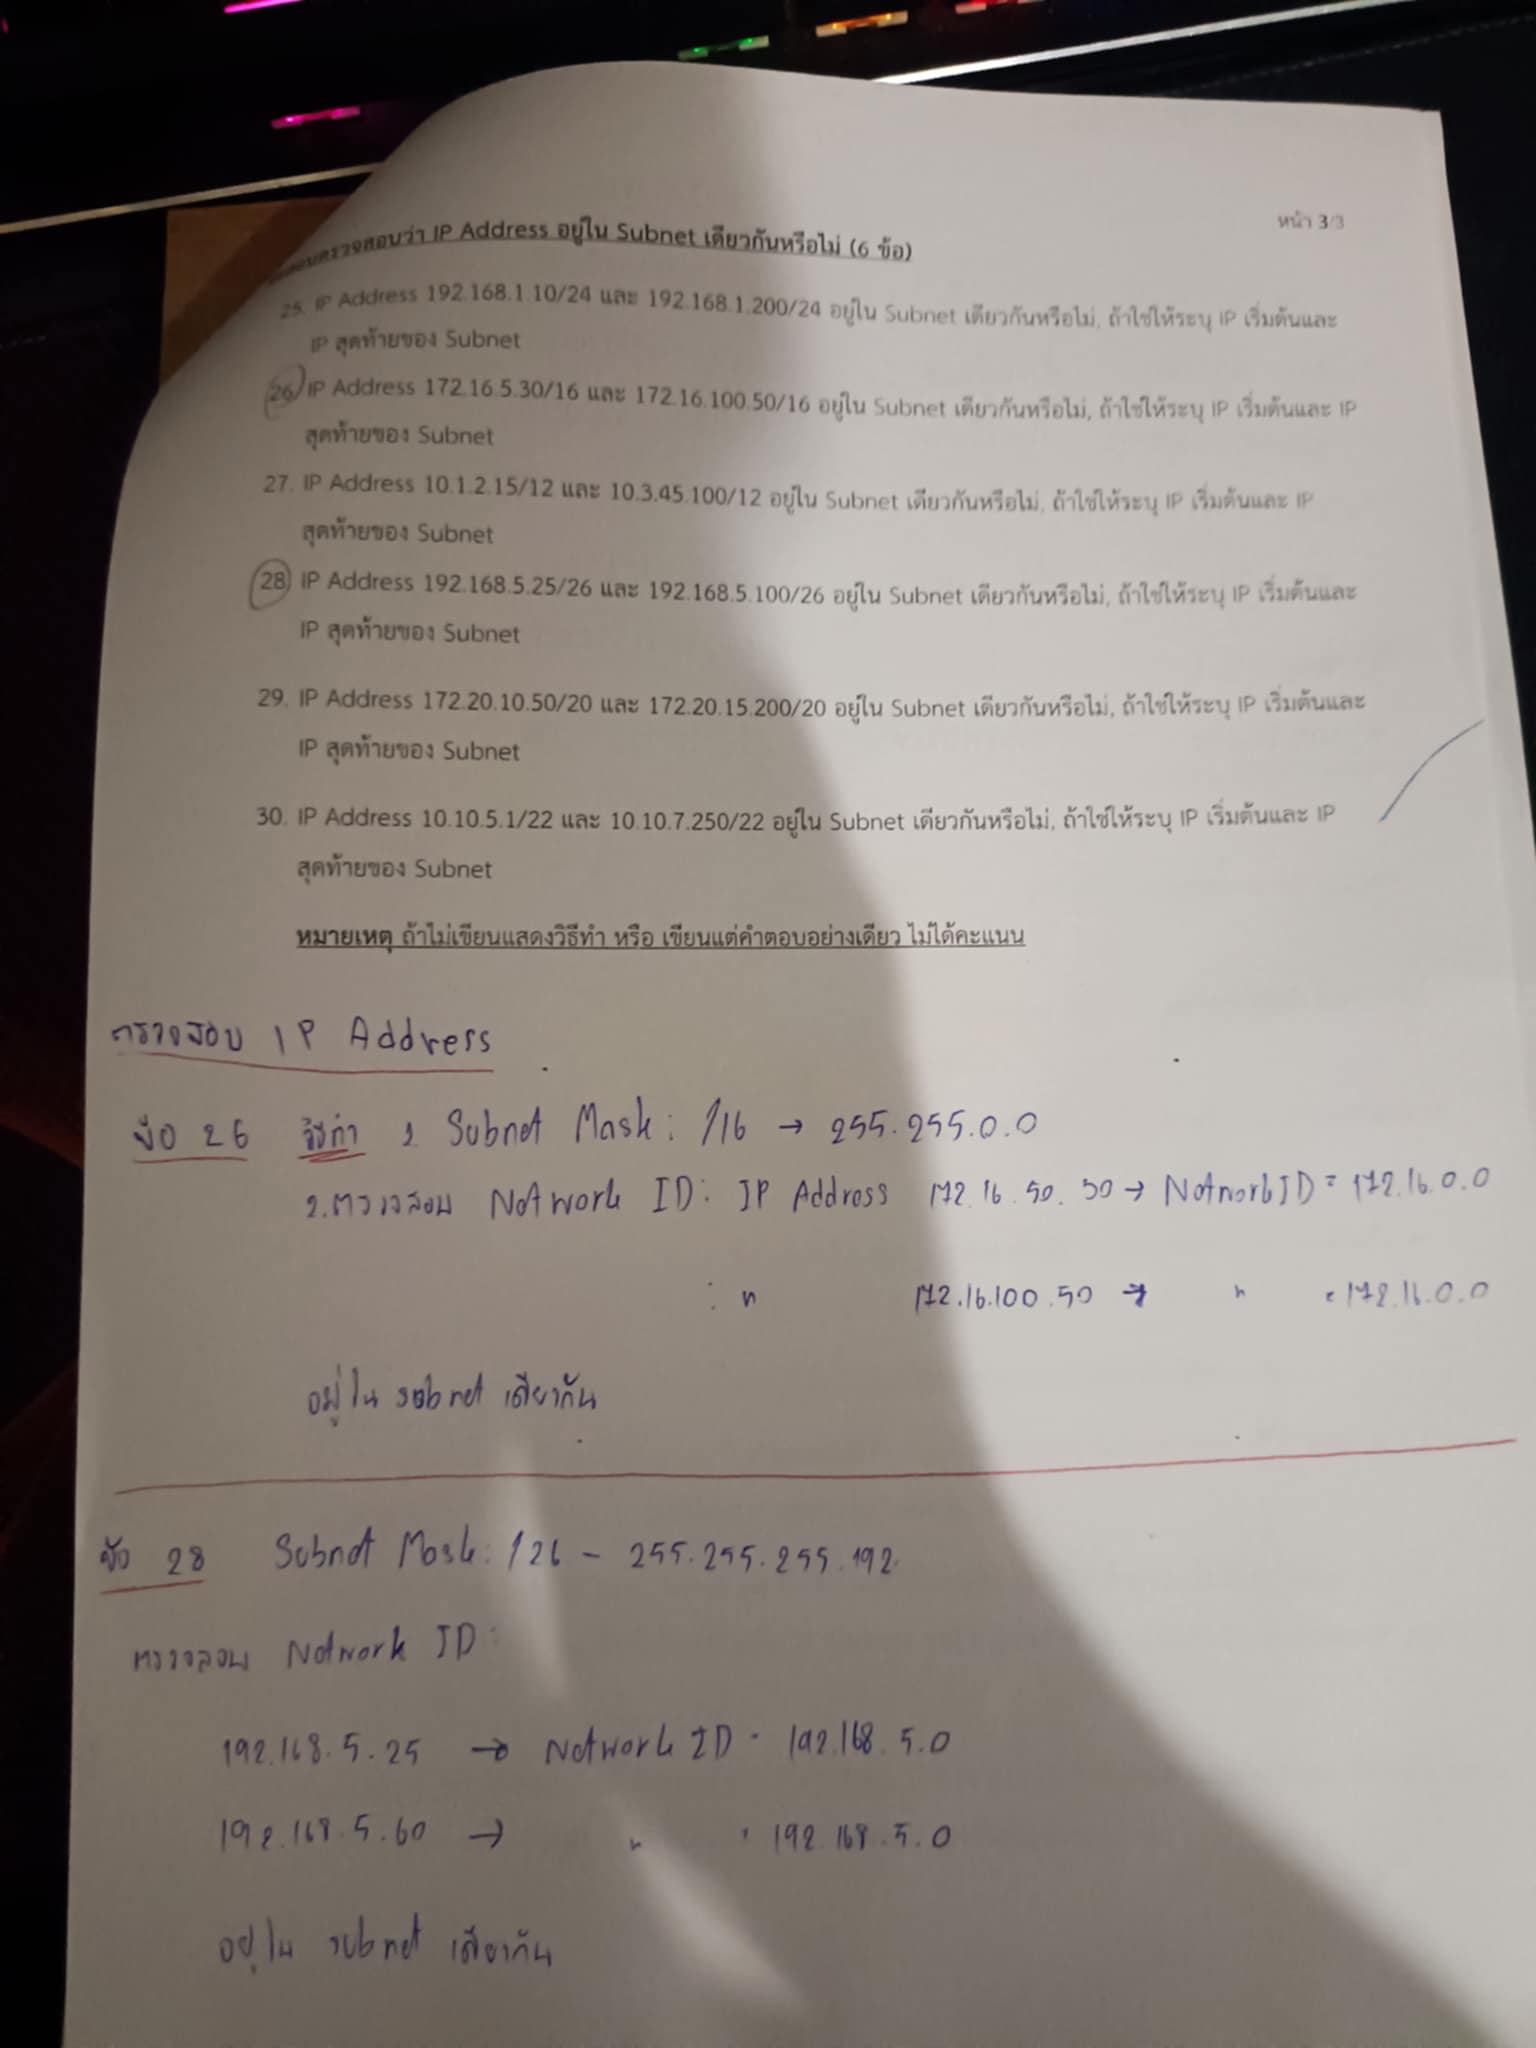 หน้า 3/3
ตรวจสอบว่า IP Address อยู่ใน Subnet เดียวกันหรือไม่ (6 ข้อ)
25. IP Address 192.168.1.10/24 และ 192.168.1.200/24 อยู่ใน Subnet เดียวกันหรือไม่, ถ้าใช่ให้ระบุ IP เริ่มต้นและ
IP สุดท้ายของ Subnet
26. IP Address 172.16.5.30/16 และ 172.16.100.50/16 อยู่ใน Subnet เดียวกันหรือไม่, ถ้าใช่ให้ระบุ IP เริ่มต้นและ IP
สุดท้ายของ Subnet
27. IP Address 10.1.2.15/12 และ 10.3.45.100/12 อยู่ใน Subnet เดียวกันหรือไม่, ถ้าใช่ให้ระบุ IP เริ่มต้นและ IP
สุดท้ายของ Subnet
28. IP Address 192.168.5.25/26 และ 192.168.5.100/26 อยู่ใน Subnet เดียวกันหรือไม่, ถ้าใช่ให้ระบุ IP เริ่มต้นและ
IP สุดท้ายของ Subnet
29. IP Address 172.20.10.50/20 และ 172.20.15.200/20 อยู่ใน Subnet เดียวกันหรือไม่, ถ้าใช่ให้ระบุ IP เริ่มต้นและ
IP สุดท้ายของ Subnet
30. IP Address 10.10.5.1/22 และ 10.10.7.250/22 อยู่ใน Subnet เดียวกันหรือไม่, ถ้าใช่ให้ระบุ IP เริ่มต้นและ IP
สุดท้ายของ Subnet
หมายเหตุ ถ้าไม่เขียนแสดงวิธีทำ หรือ เขียนแต่คำตอบอย่างเดียว ไม่ได้คะแนน
ตรวจสอบ IP Address
ข้อ 26 วิธีทำ 1. Subnet Mask: /16 → 255.255.0.0
2. ตรวจสอบ Network ID: IP Address 172.16.50.30 → Network ID = 172.16.0.0
: " 172.16.100.50 → " = 172.16.0.0
อยู่ใน subnet เดียวกัน
ข้อ 28 Subnet Mask: /26 - 255.255.255.192.
ตรวจสอบ Network ID:
192.168.5.25 → Network ID = 192.168.5.0
192.168.5.60 → " = 192.168.5.0
อยู่ใน subnet เดียวกัน